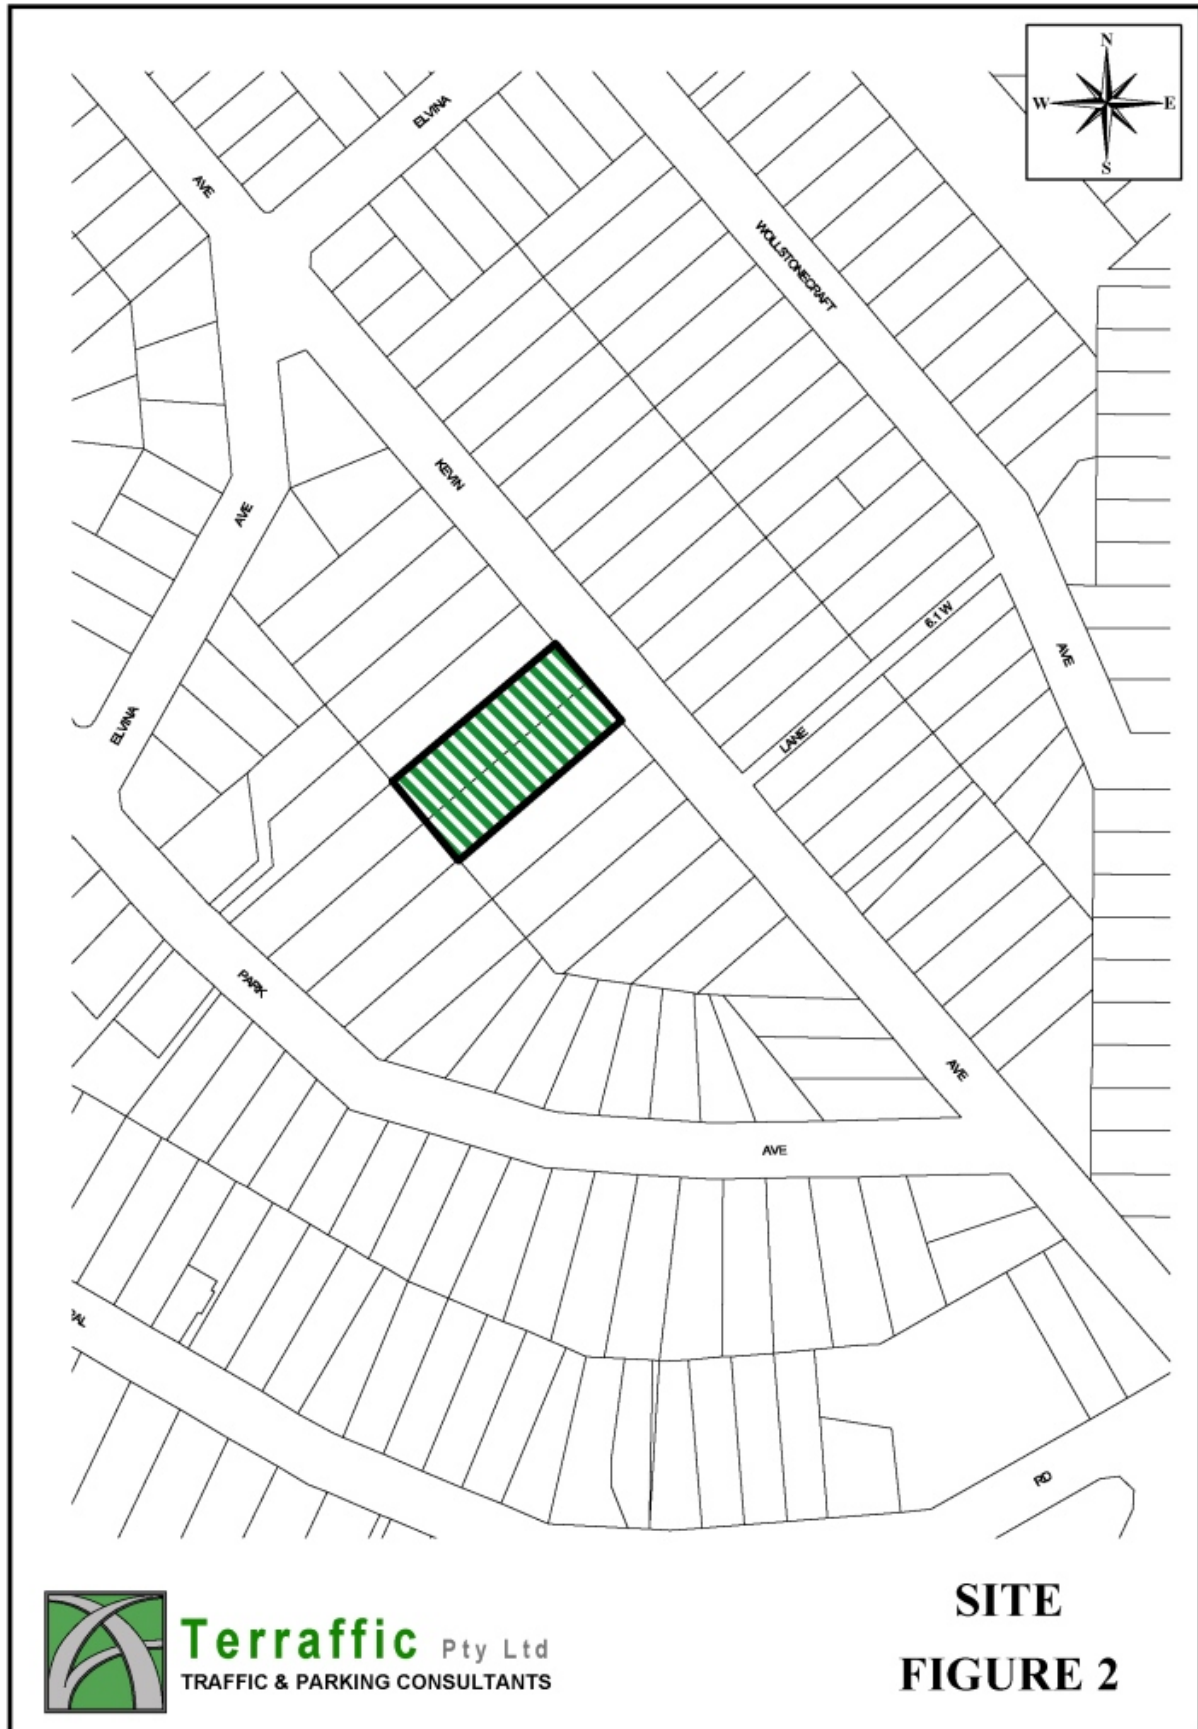 N
W
E
S
ELVINA
AVE
WOLLSTONECRAFT
KEVIN
AVE
6.1 W
AVE
LANE
ELVINA
PARK
AVE
AVE
RD
Terraffic Pty Ltd
TRAFFIC & PARKING CONSULTANTS
SITE
FIGURE 2